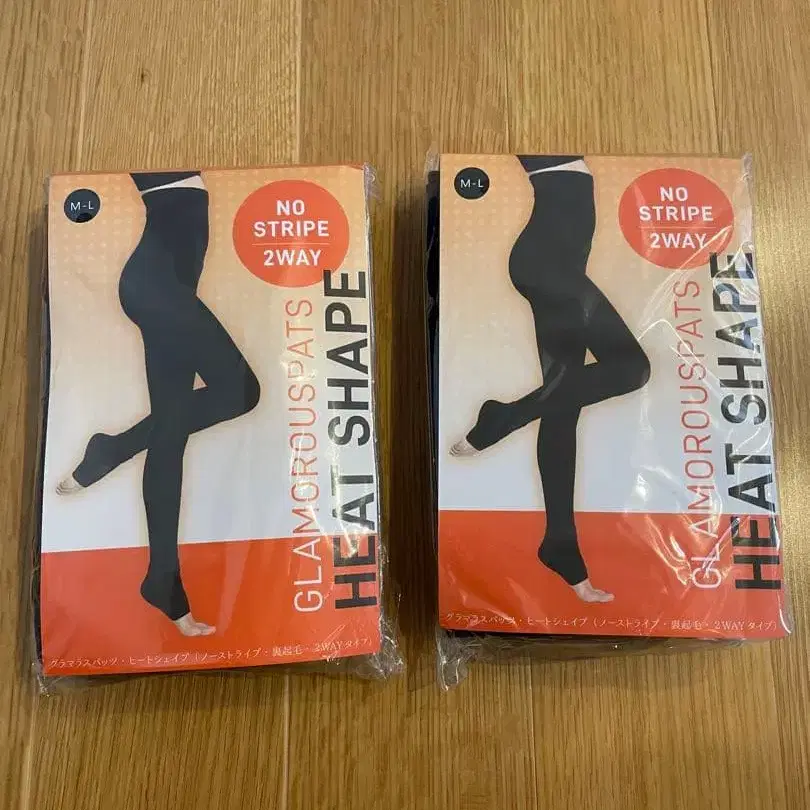 M-L
NO
STRIPE
2WAY
GLAMOROUSPATS
HEAT SHAPE
グラマラスパッツ・ヒートシェイプ（ノーストライプ・裏起毛・2WAYタイプ）
M-L
NO
STRIPE
2WAY
GLAMOROUSPATS
HEAT SHAPE
グラマラスパッツ・ヒートシェイプ（ノーストライプ・裏起毛・2WAYタイプ）